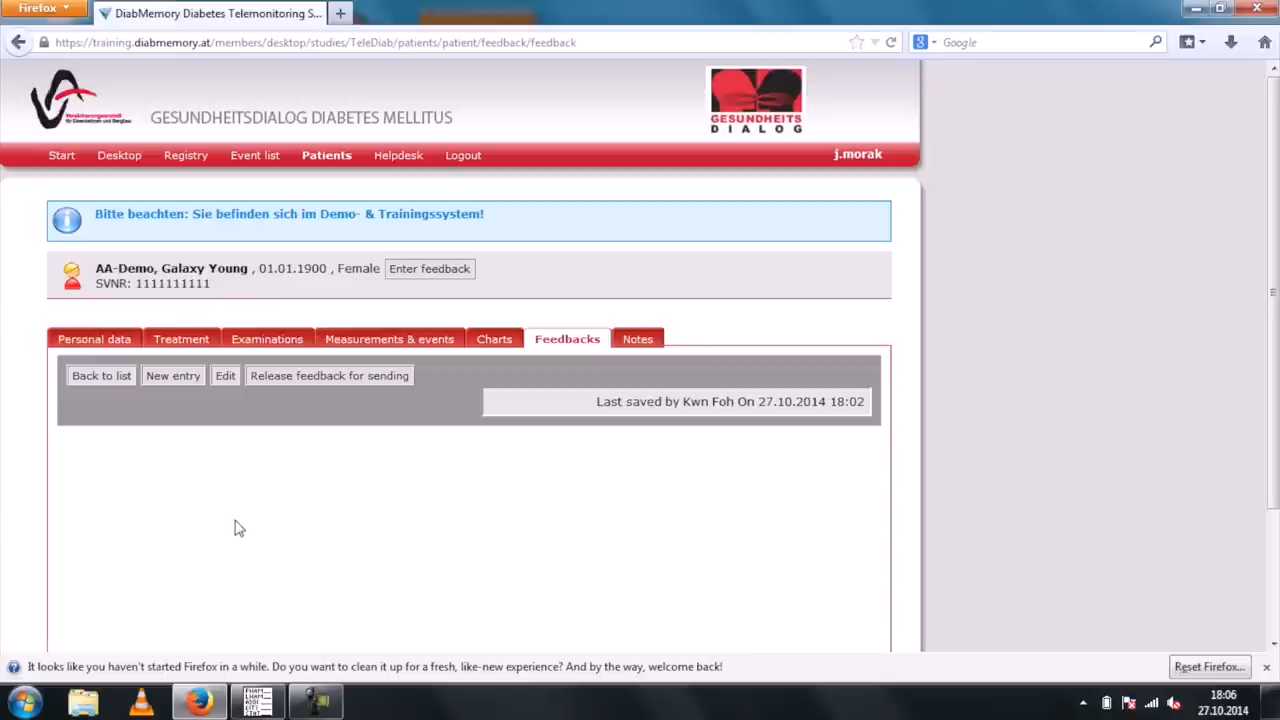 Firefox
DiabMemory Diabetes Telemonitoring S...
https://training.diabmemory.at/members/desktop/studies/TeleDiab/patients/patient/feedback/feedback
Google
GESUNDHEITSDIALOG DIABETES MELLITUS
GESUNDHEITS
DIALOG
Start Desktop Registry Event list Patients Helpdesk Logout j.morak
Bitte beachten: Sie befinden sich im Demo- & Trainingssystem!
AA-Demo, Galaxy Young , 01.01.1900 , Female Enter feedback
SVNR: 1111111111
Personal data Treatment Examinations Measurements & events Charts Feedbacks Notes
Back to list New entry Edit Release feedback for sending
Last saved by Kwn Foh On 27.10.2014 18:02
It looks like you haven't started Firefox in a while. Do you want to clean it up for a fresh, like-new experience? And by the way, welcome back! Reset Firefox...
18:06
27.10.2014